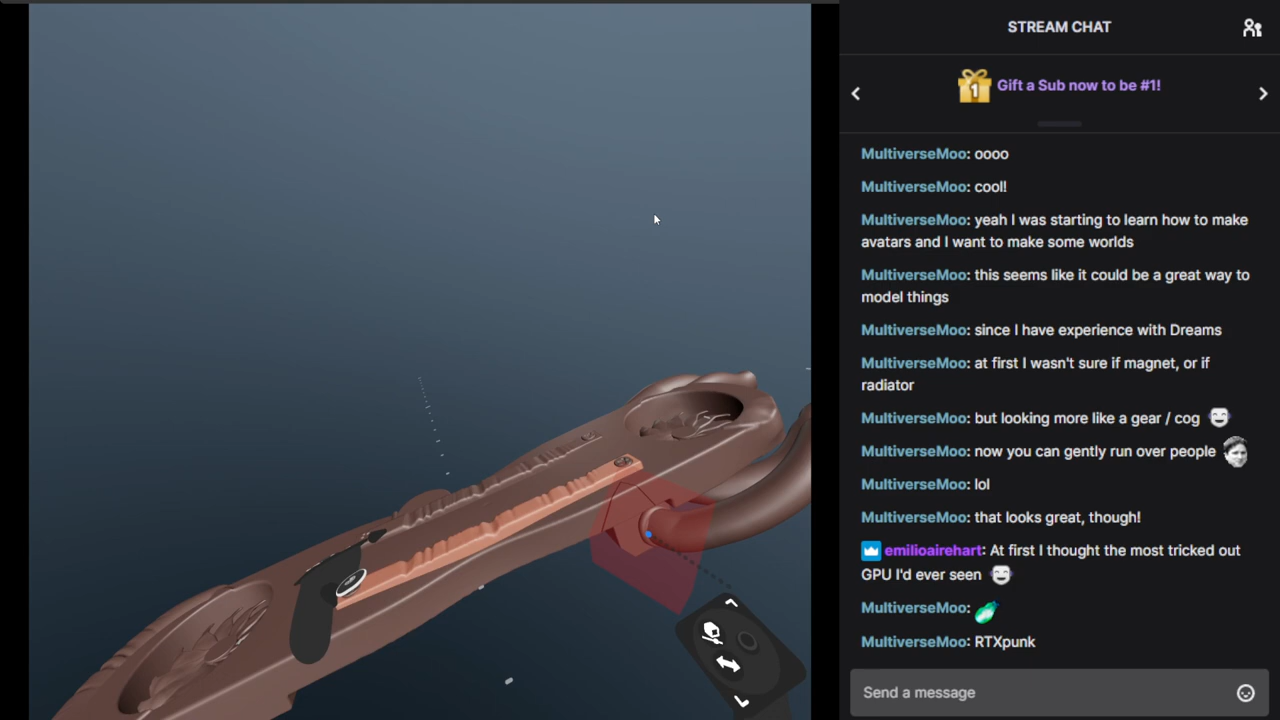 STREAM CHAT
1
Gift a Sub now to be #1!
MultiverseMoo: oooo
MultiverseMoo: cool!
MultiverseMoo: yeah I was starting to learn how to make
avatars and I want to make some worlds
MultiverseMoo: this seems like it could be a great way to
model things
MultiverseMoo: since I have experience with Dreams
MultiverseMoo: at first I wasn't sure if magnet, or if
radiator
MultiverseMoo: but looking more like a gear / cog
MultiverseMoo: now you can gently run over people
MultiverseMoo: lol
MultiverseMoo: that looks great, though!
emilioairehart: At first I thought the most tricked out
GPU I'd ever seen
MultiverseMoo:
MultiverseMoo: RTXpunk
Send a message